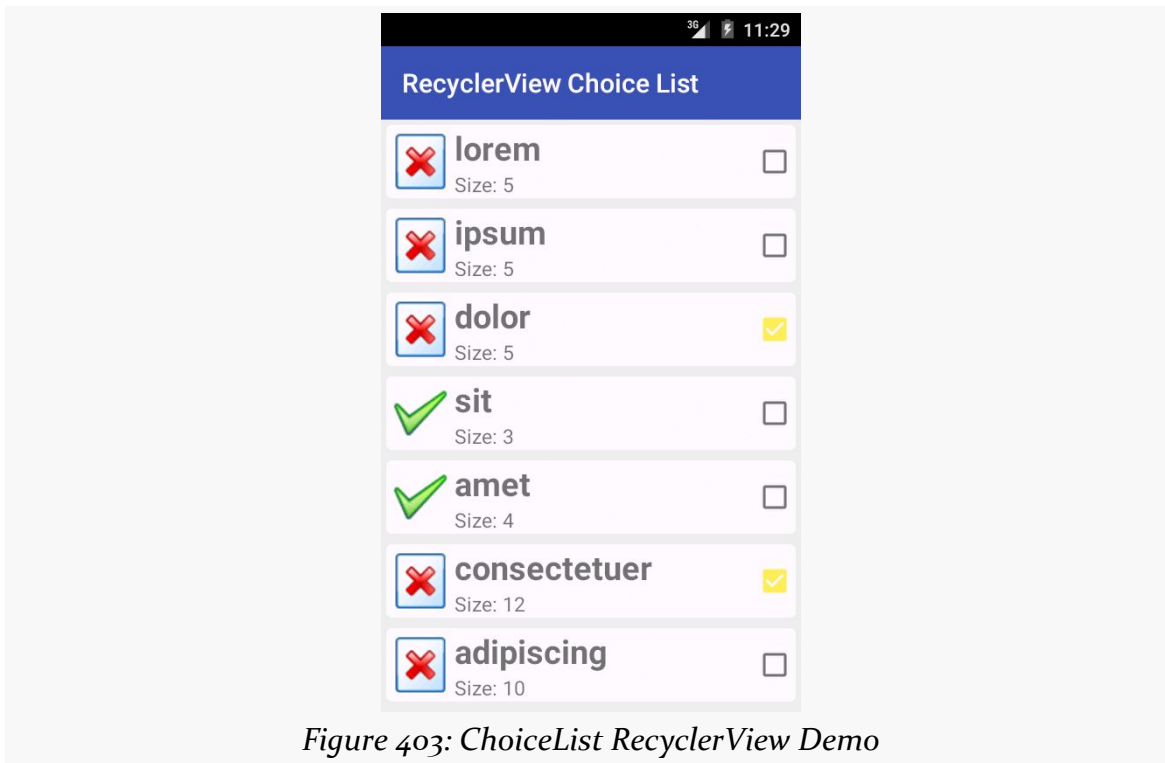 3G 11:29
RecyclerView Choice List
lorem
Size: 5
ipsum
Size: 5
dolor
Size: 5
sit
Size: 3
amet
Size: 4
consectetuer
Size: 12
adipiscing
Size: 10
Figure 403: ChoiceList RecyclerView Demo